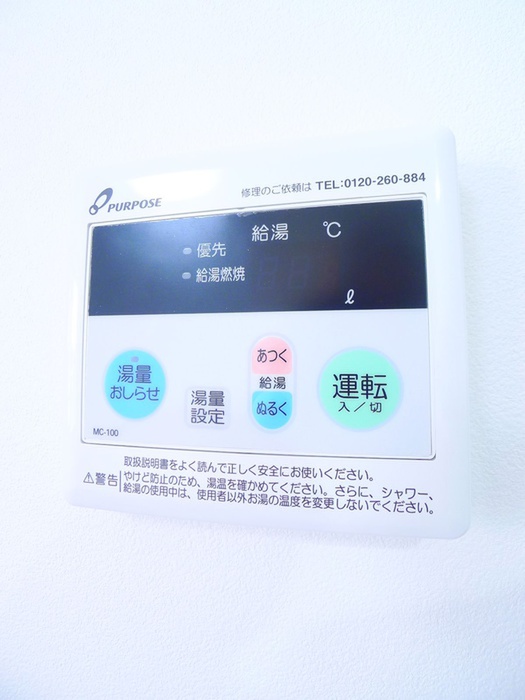 修理のご依頼は TEL:0120-260-884
PURPOSE
給湯 ℃
優先
給湯燃焼
ℓ
湯量
おしらせ
湯量
設定
あつく
給湯
ぬるく
運転
入/切
MC-100
取扱説明書をよく読んで正しく安全にお使いください。
⚠警告
やけど防止のため、湯温を確かめてください。さらに、シャワー、
給湯の使用中は、使用者以外お湯の温度を変更しないでください。